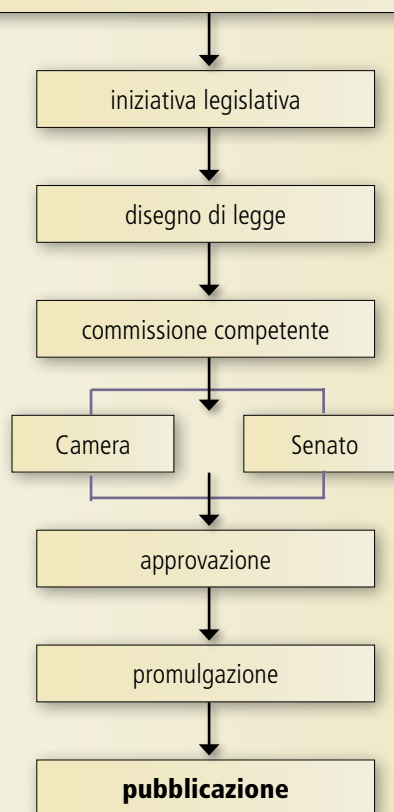 iniziativa legislativa
disegno di legge
commissione competente
Camera
Senato
approvazione
promulgazione
pubblicazione